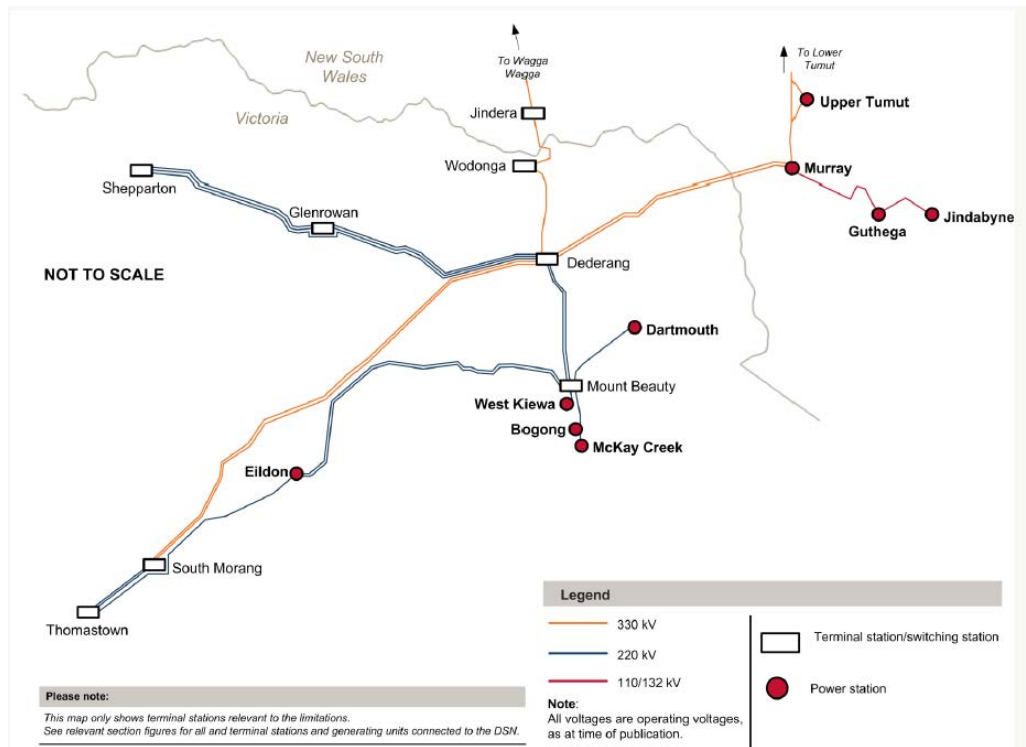 To Wagga
Wagga
To Lower
Tumut
New South
Wales
Upper Tumut
Jindera
Victoria
Wodonga
Murray
Shepparton
Glenrowan
Guthega
Jindabyne
NOT TO SCALE
Dederang
Dartmouth
Mount Beauty
West Kiewa
Bogong
McKay Creek
Eildon
South Morang
Thomastown
Legend
330 kV
220 kV
110/132 kV
Terminal station/switching station
Power station
Note:
All voltages are operating voltages,
as at time of publication.
Please note:
This map only shows terminal stations relevant to the limitations.
See relevant section figures for all and terminal stations and generating units connected to the DSN.